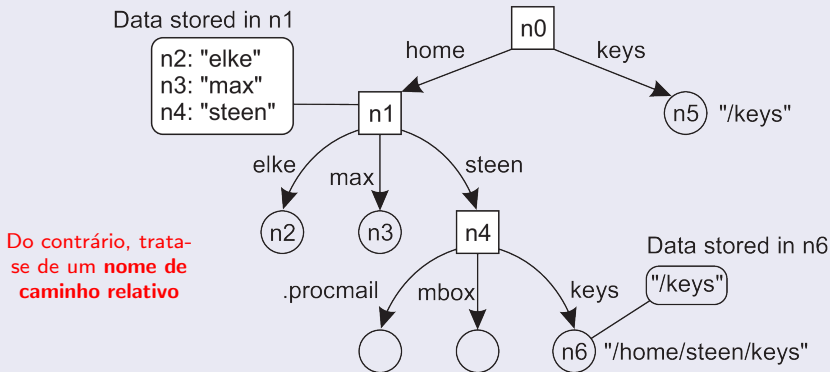 Data stored in n1
n0
home
keys
n2: "elke"
n3: "max"
n4: "steen"
n1
n5
"/keys"
elke
max
steen
n2
n3
n4
Do contrário, trata-
se de um nome de
caminho relativo
Data stored in n6
"/keys"
.procmail
mbox
keys
n6
"/home/steen/keys"